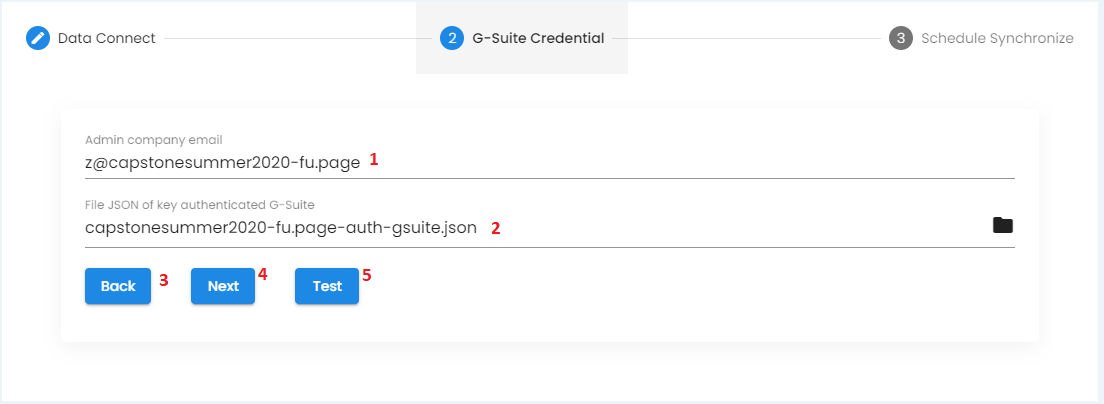 Data Connect
2 G-Suite Credential
3 Schedule Synchronize
Admin company email
z@capstonesummer2020-fu.page 1
File JSON of key authenticated G-Suite
capstonesummer2020-fu.page-auth-gsuite.json 2
Back 3 Next 4 Test 5